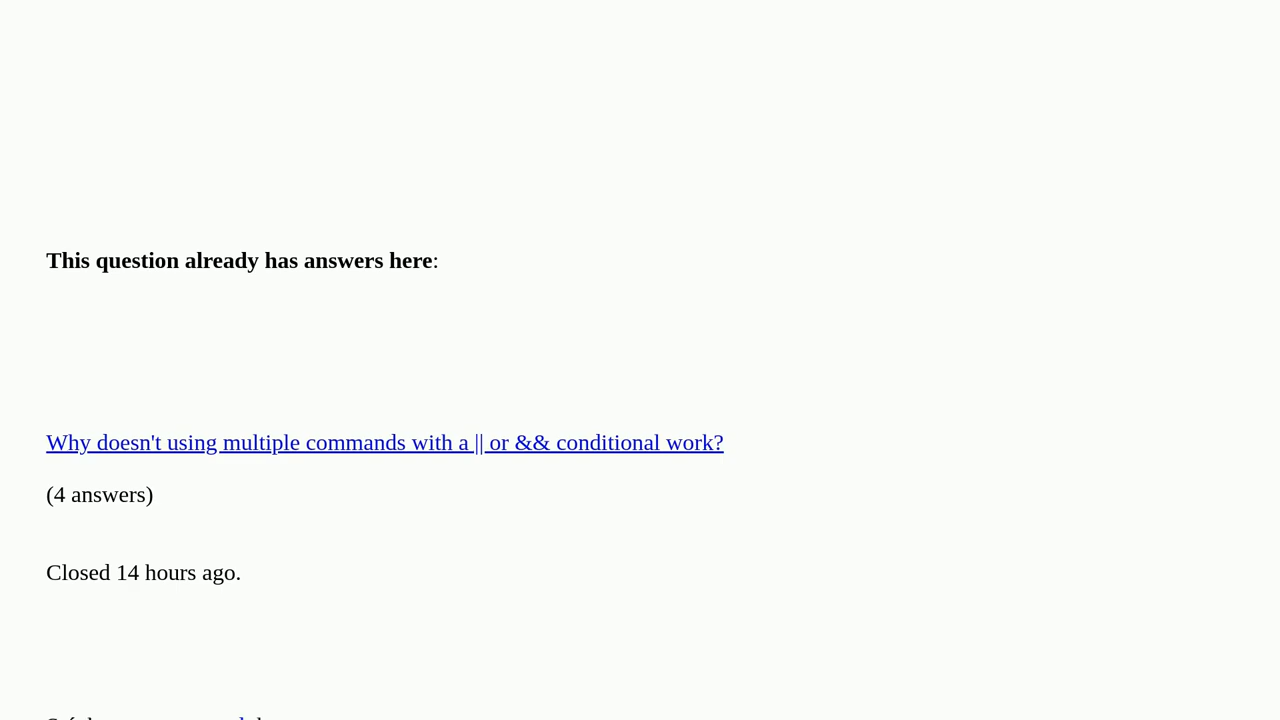 This question already has answers here:
Why doesn't using multiple commands with a || or && conditional work?
(4 answers)
Closed 14 hours ago.